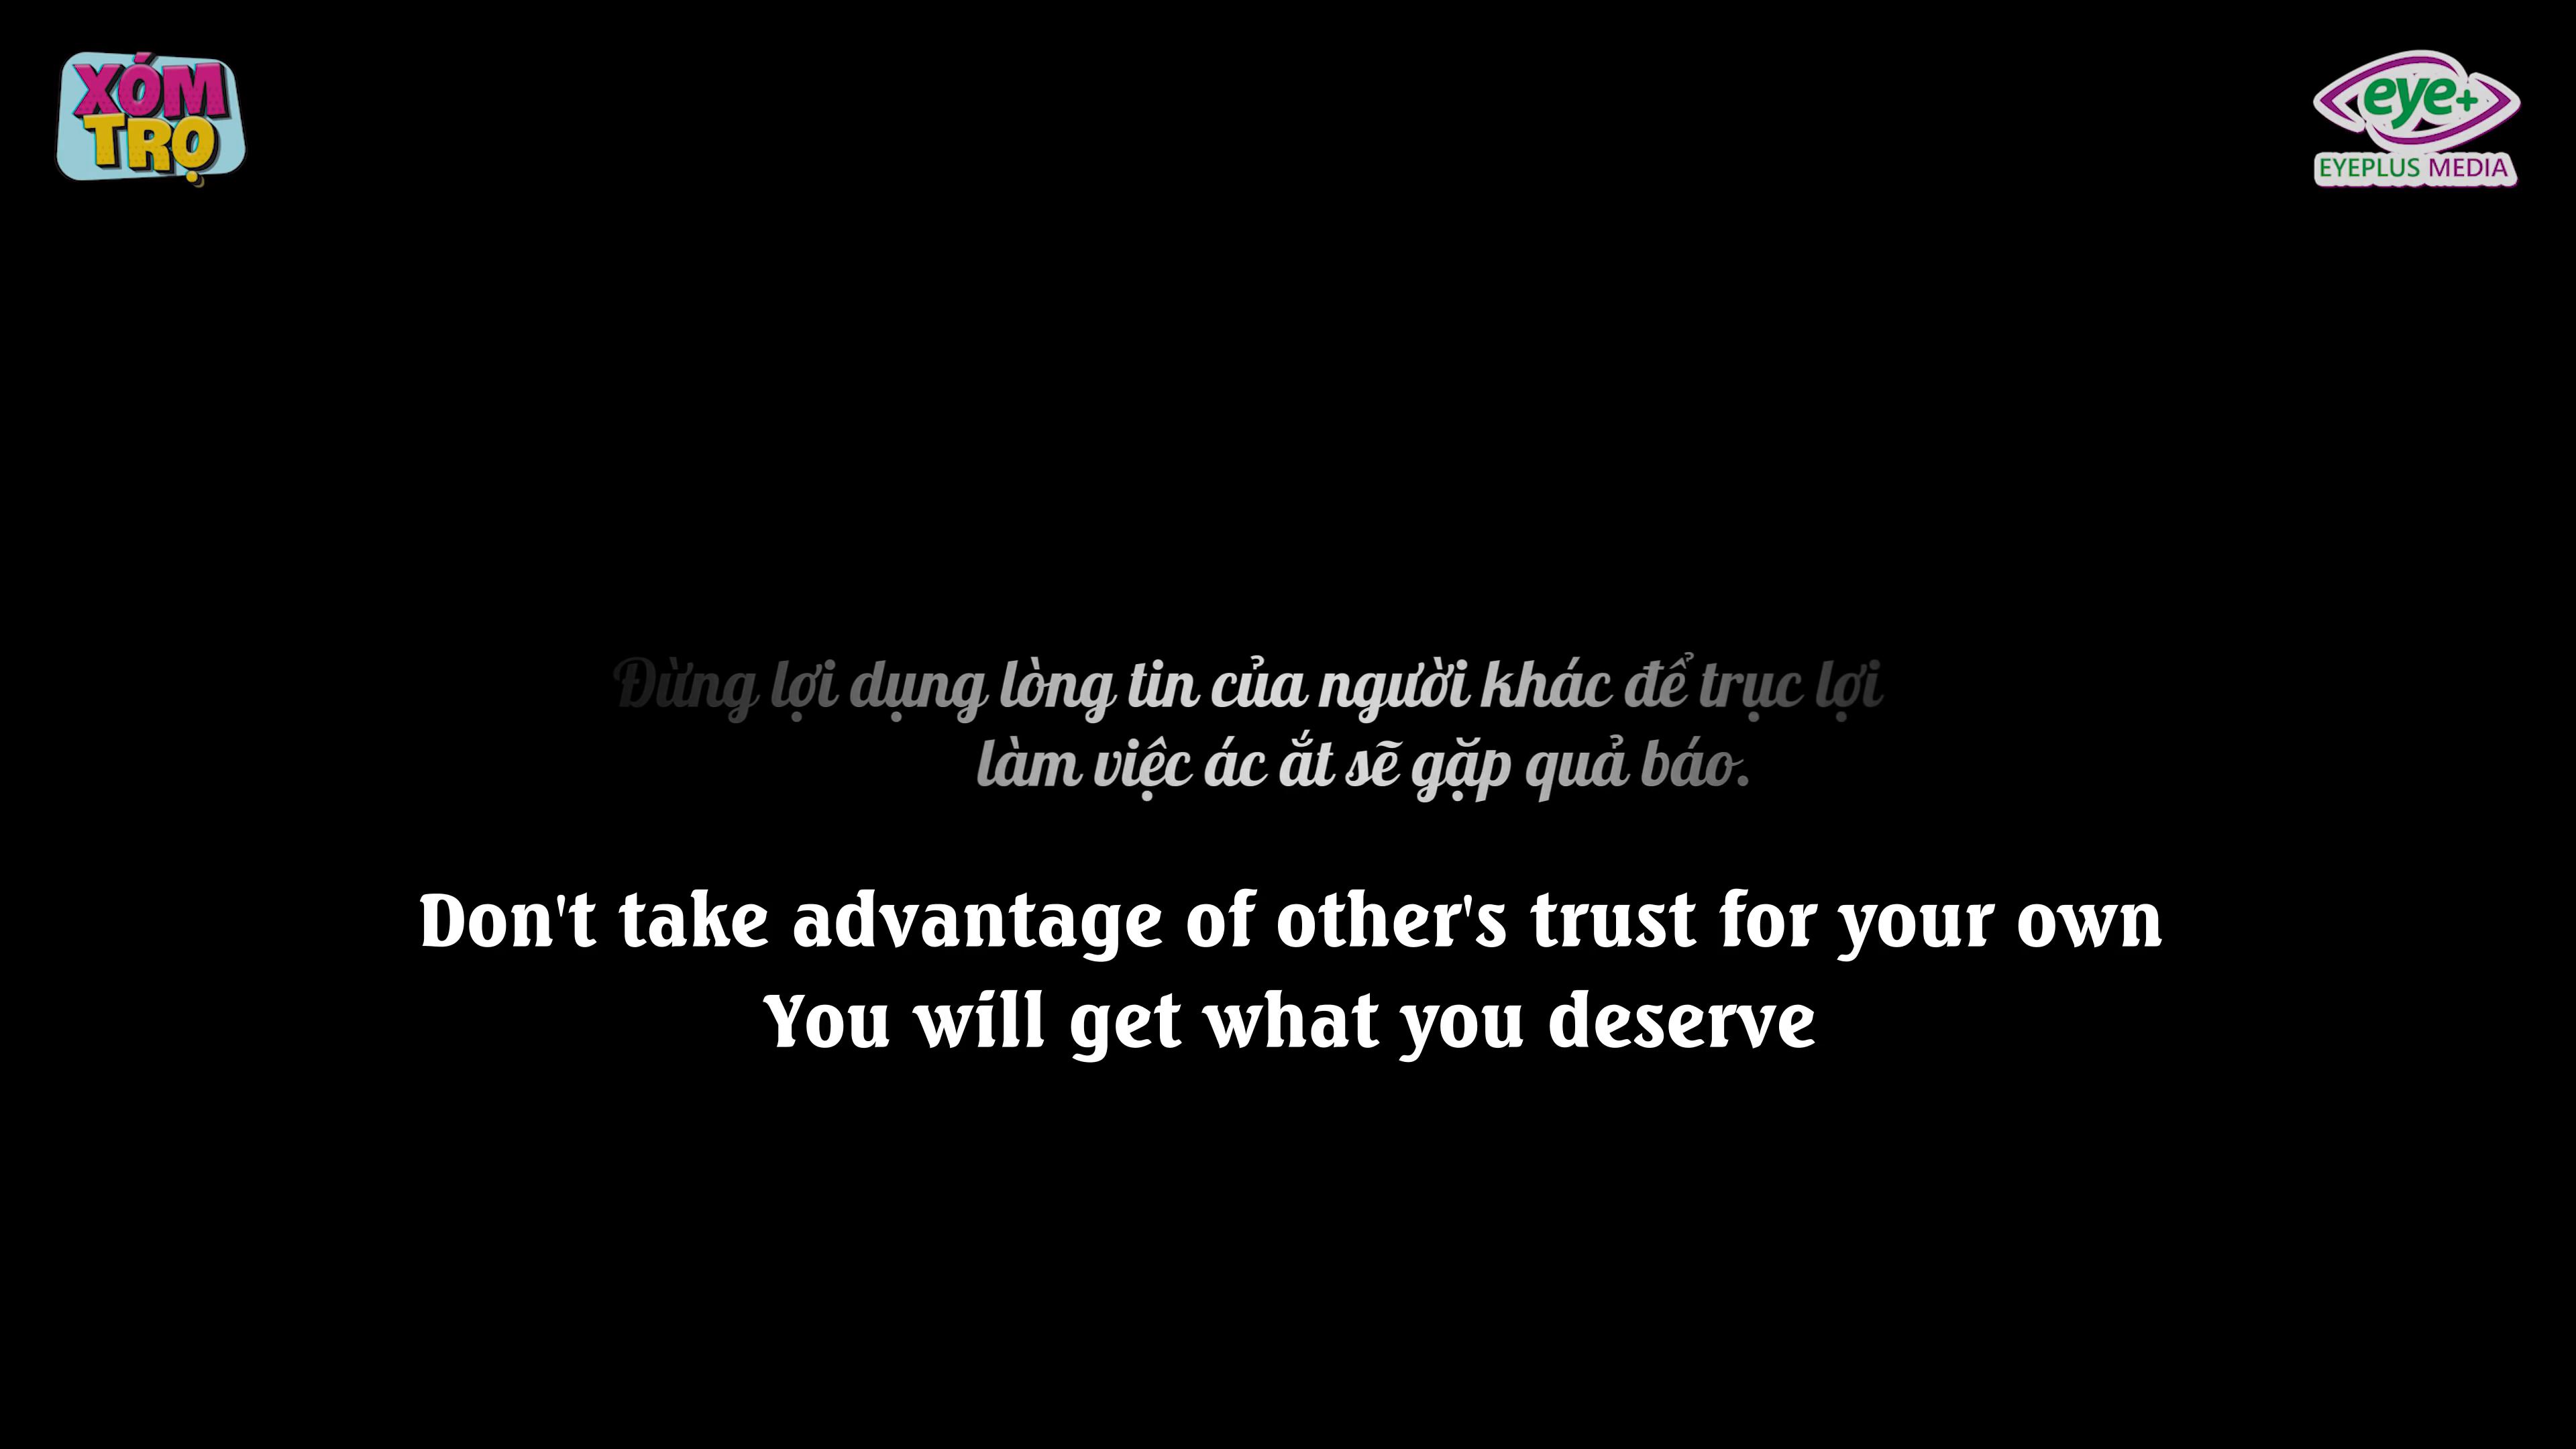 XÓM
TRỌ
eye+
EYEPLUS MEDIA
Đừng lợi dụng lòng tin của người khác để trục lợi
làm việc ác ắt sẽ gặp quả báo.
Don't take advantage of other's trust for your own
You will get what you deserve